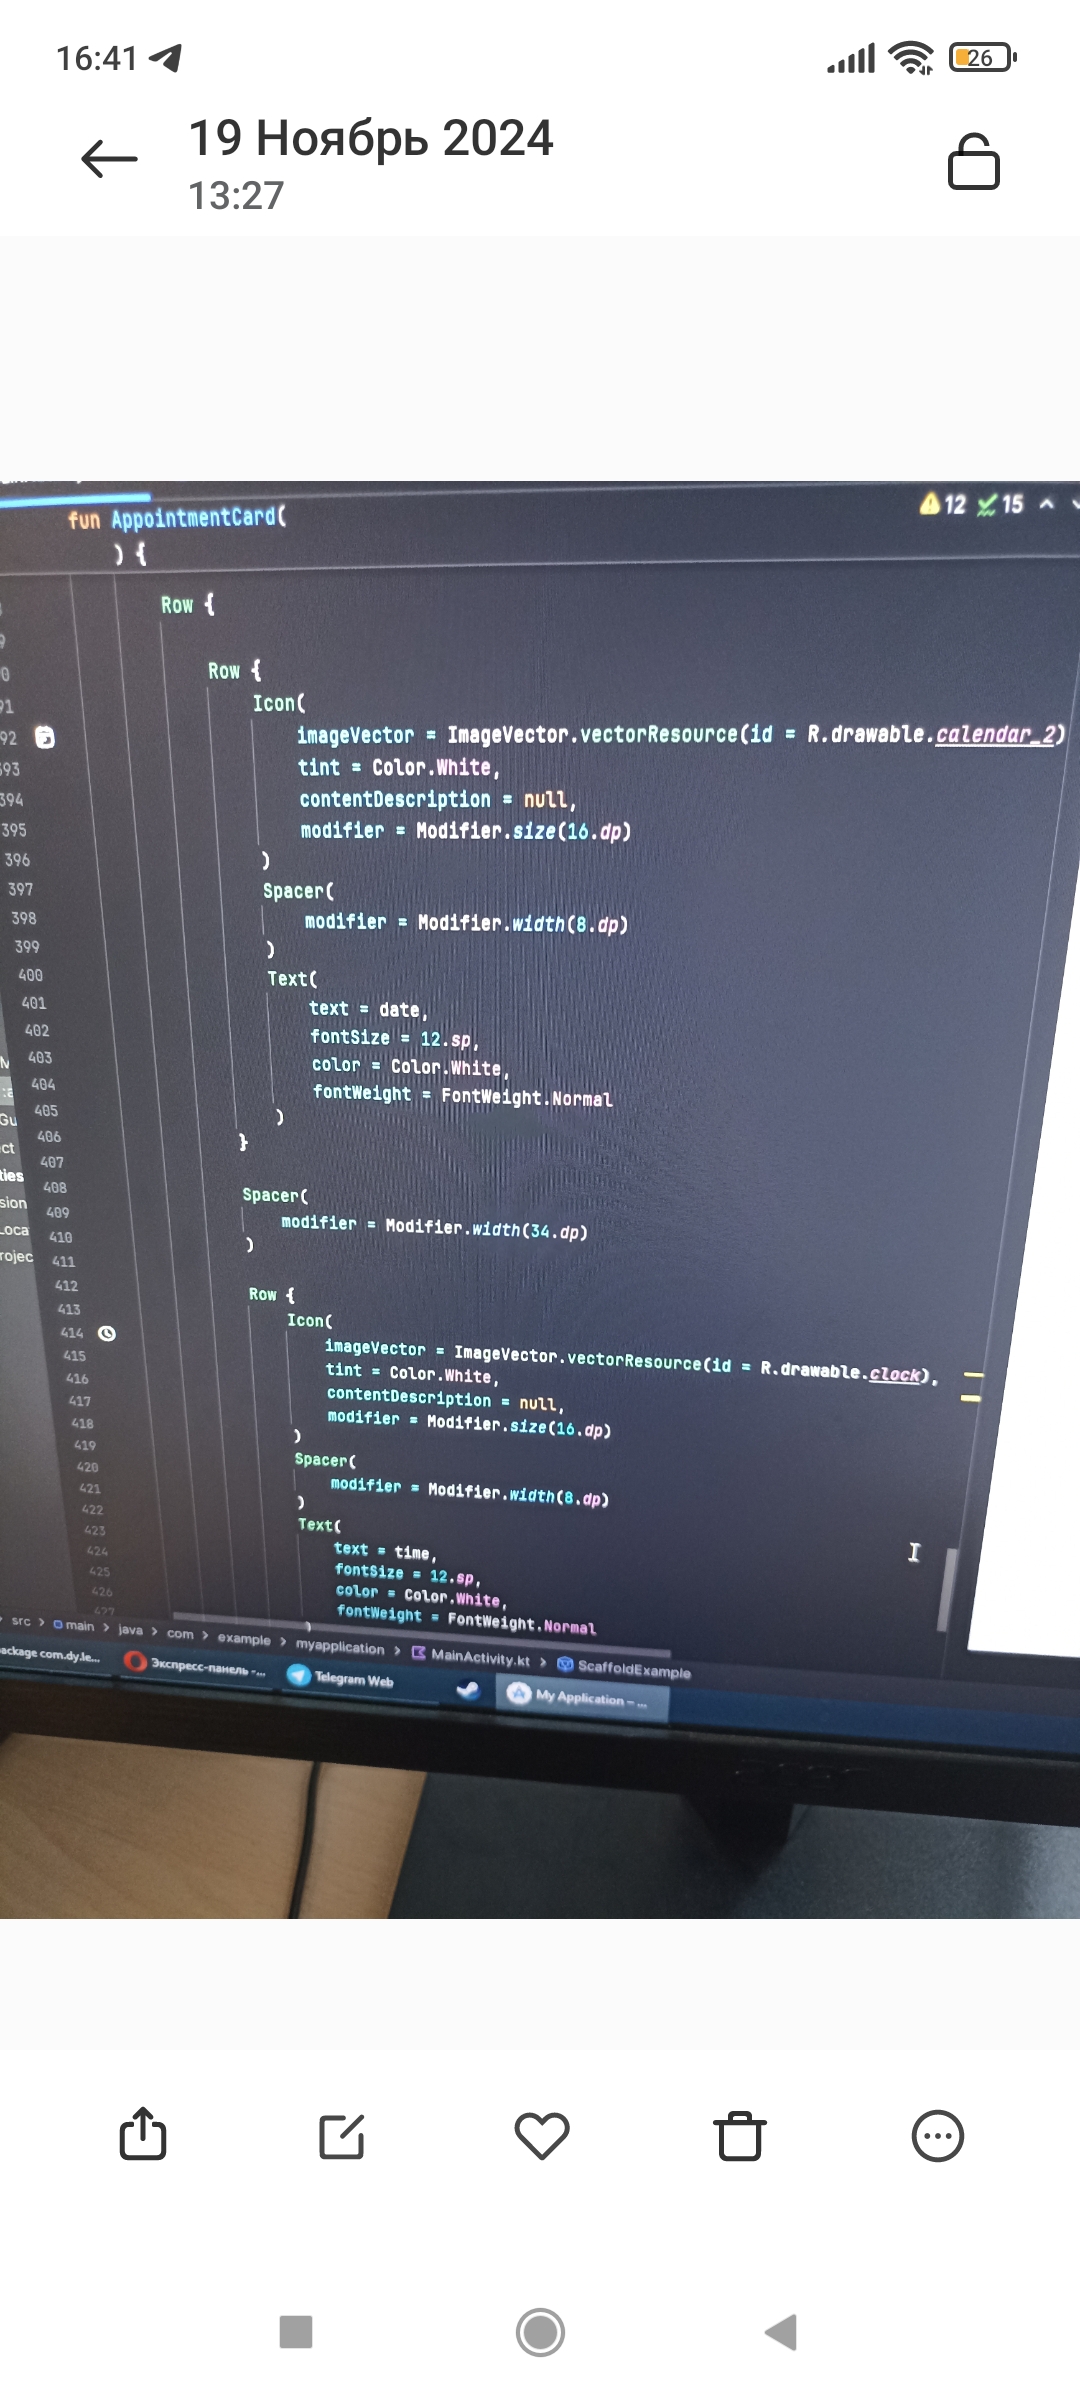 16:41
26
19 Ноябрь 2024
13:27
fun AppointmentCard(
) {
12 15
Row {
Row {
91
Icon(
92
imageVector = ImageVector.vectorResource(id = R.drawable.calendar_2)
393
tint = Color.White,
394
contentDescription = null,
395
modifier = Modifier.size(16.dp)
396
)
397
Spacer(
398
modifier = Modifier.width(8.dp)
399
)
400
Text(
401
text = date,
402
fontSize = 12.sp,
403
color = Color.White,
404
fontWeight = FontWeight.Normal
405
)
406
}
407
408
Spacer(
409
modifier = Modifier.width(34.dp)
410
)
411
412
Row {
413
Icon(
414
imageVector = ImageVector.vectorResource(id = R.drawable.clock),
415
tint = Color.White,
416
contentDescription = null,
417
modifier = Modifier.size(16.dp)
418
)
419
Spacer(
420
modifier = Modifier.width(8.dp)
421
)
422
Text(
423
text = time,
424
fontSize = 12.sp,
425
color = Color.White,
426
fontWeight = FontWeight.Normal
427
)
src > main > java > com > example > myapplication > MainActivity.kt > ScaffoldExample
ackage com.dy.le... Экспресс-панель -... Telegram Web My Application – ...